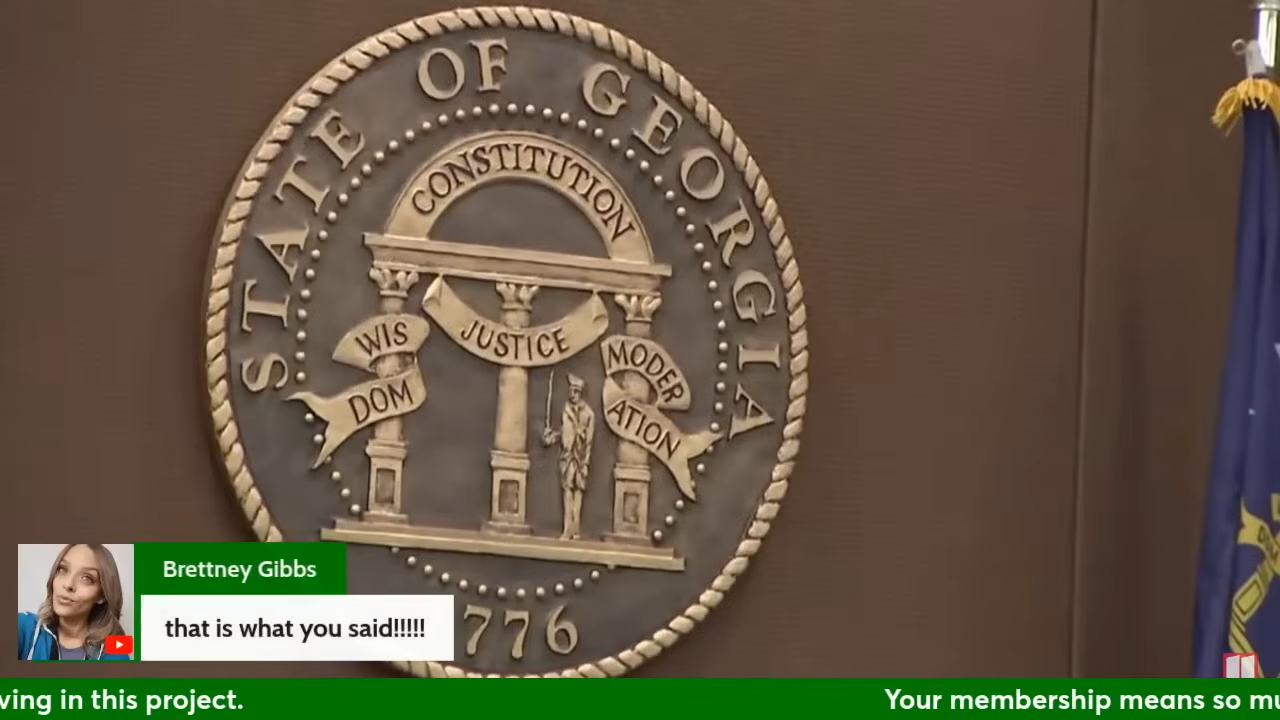 STATE OF GEORGIA
CONSTITUTION
WIS
DOM
JUSTICE
MODER
ATION
776
Brettney Gibbs
that is what you said!!!!!
ving in this project.
Your membership means so mu